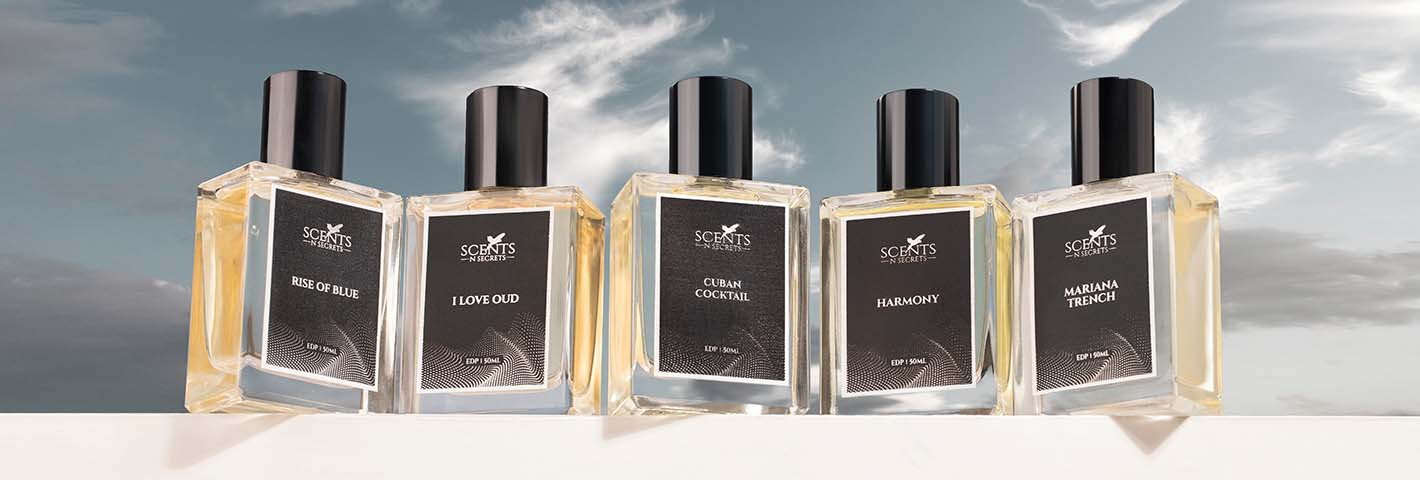 SCENTS
N SECRETS
RISE OF BLUE
EDP | 50ML
SCENTS
N SECRETS
I LOVE OUD
EDP | 50ML
SCENTS
N SECRETS
CUBAN
COCKTAIL
EDP | 50ML
SCENTS
N SECRETS
HARMONY
EDP | 50ML
SCENTS
N SECRETS
MARIANA
TRENCH
EDP | 50ML